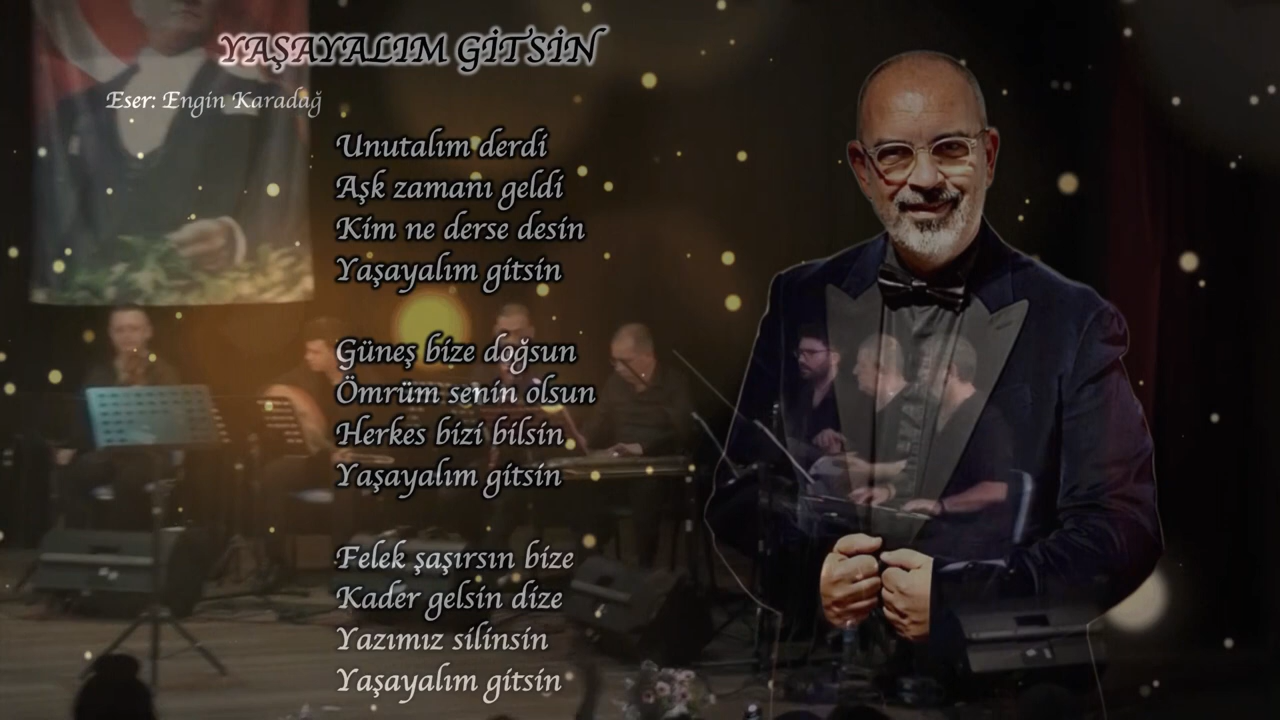 YAŞAYALIM GİTSİN
Eser: Engin Karadağ
Unutalım derdi
Aşk zamanı geldi
Kim ne derse desin
Yaşayalım gitsin
Güneş bize doğsun
Ömrüm senin olsun
Herkes bizi bilsin
Yaşayalım gitsin
Felek şaşırsın bize
Kader gelsin dize
Yazımız silinsin
Yaşayalım gitsin